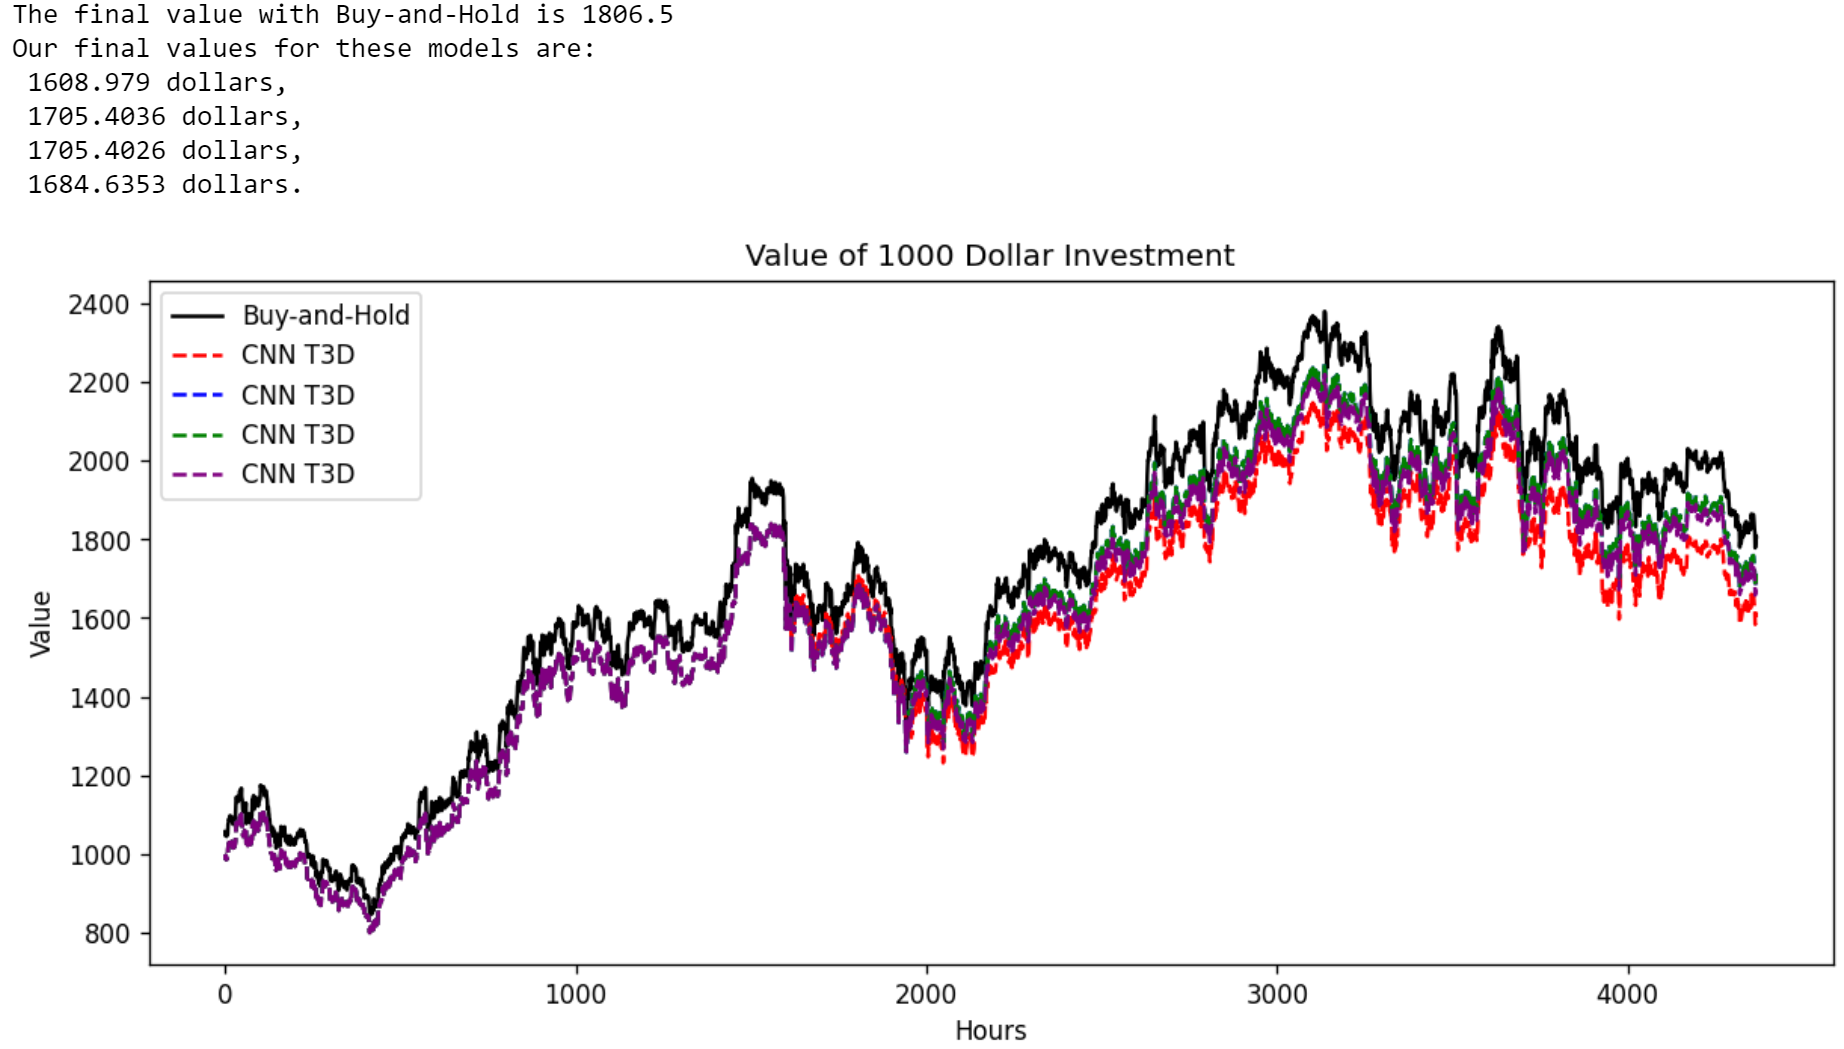 The final value with Buy-and-Hold is 1806.5
Our final values for these models are:
1608.979 dollars,
1705.4036 dollars,
1705.4026 dollars,
1684.6353 dollars.
Value of 1000 Dollar Investment
2400
2200
2000
1800
1600
1400
1200
1000
800
Value
Buy-and-Hold
CNN T3D
CNN T3D
CNN T3D
CNN T3D
0 1000 2000 3000 4000
Hours